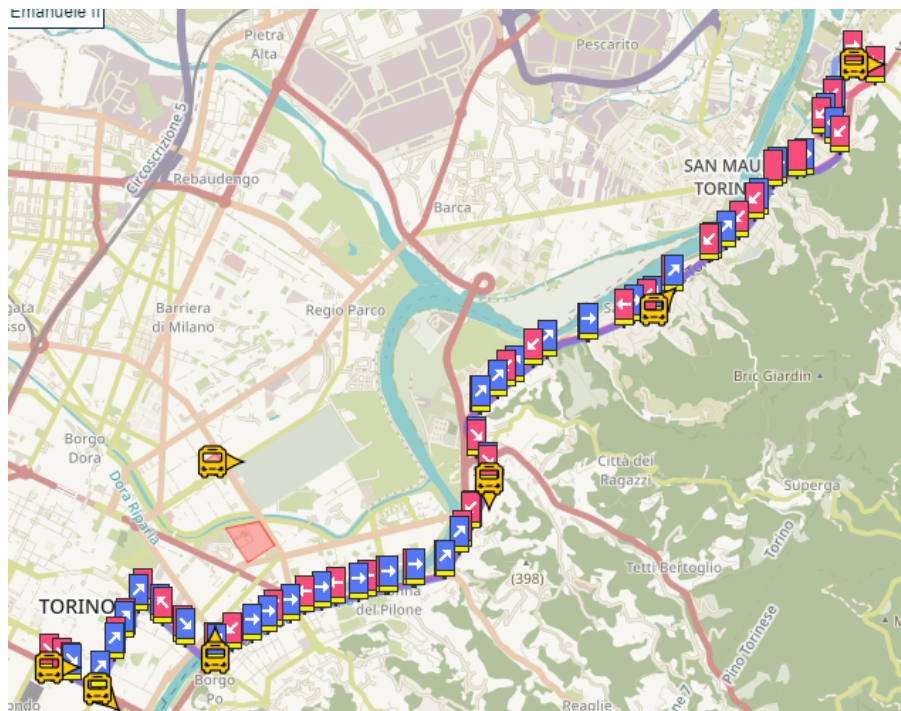 Emanuele II
Pietra
Alta
Pescarito
Circoscrizione 5
Rebaudengo
SAN MAU
TORIN
Barca
Barriera
di Milano
Regio Parco
Bric Giardin
Borgo
Dora
Dora Riparia
Città dei
Ragazzi
Superga
Torino
(398)
Tetti Bertoglio
TORINO
del Pilone
Pino Torinese
Borgo
Po
Reaglie